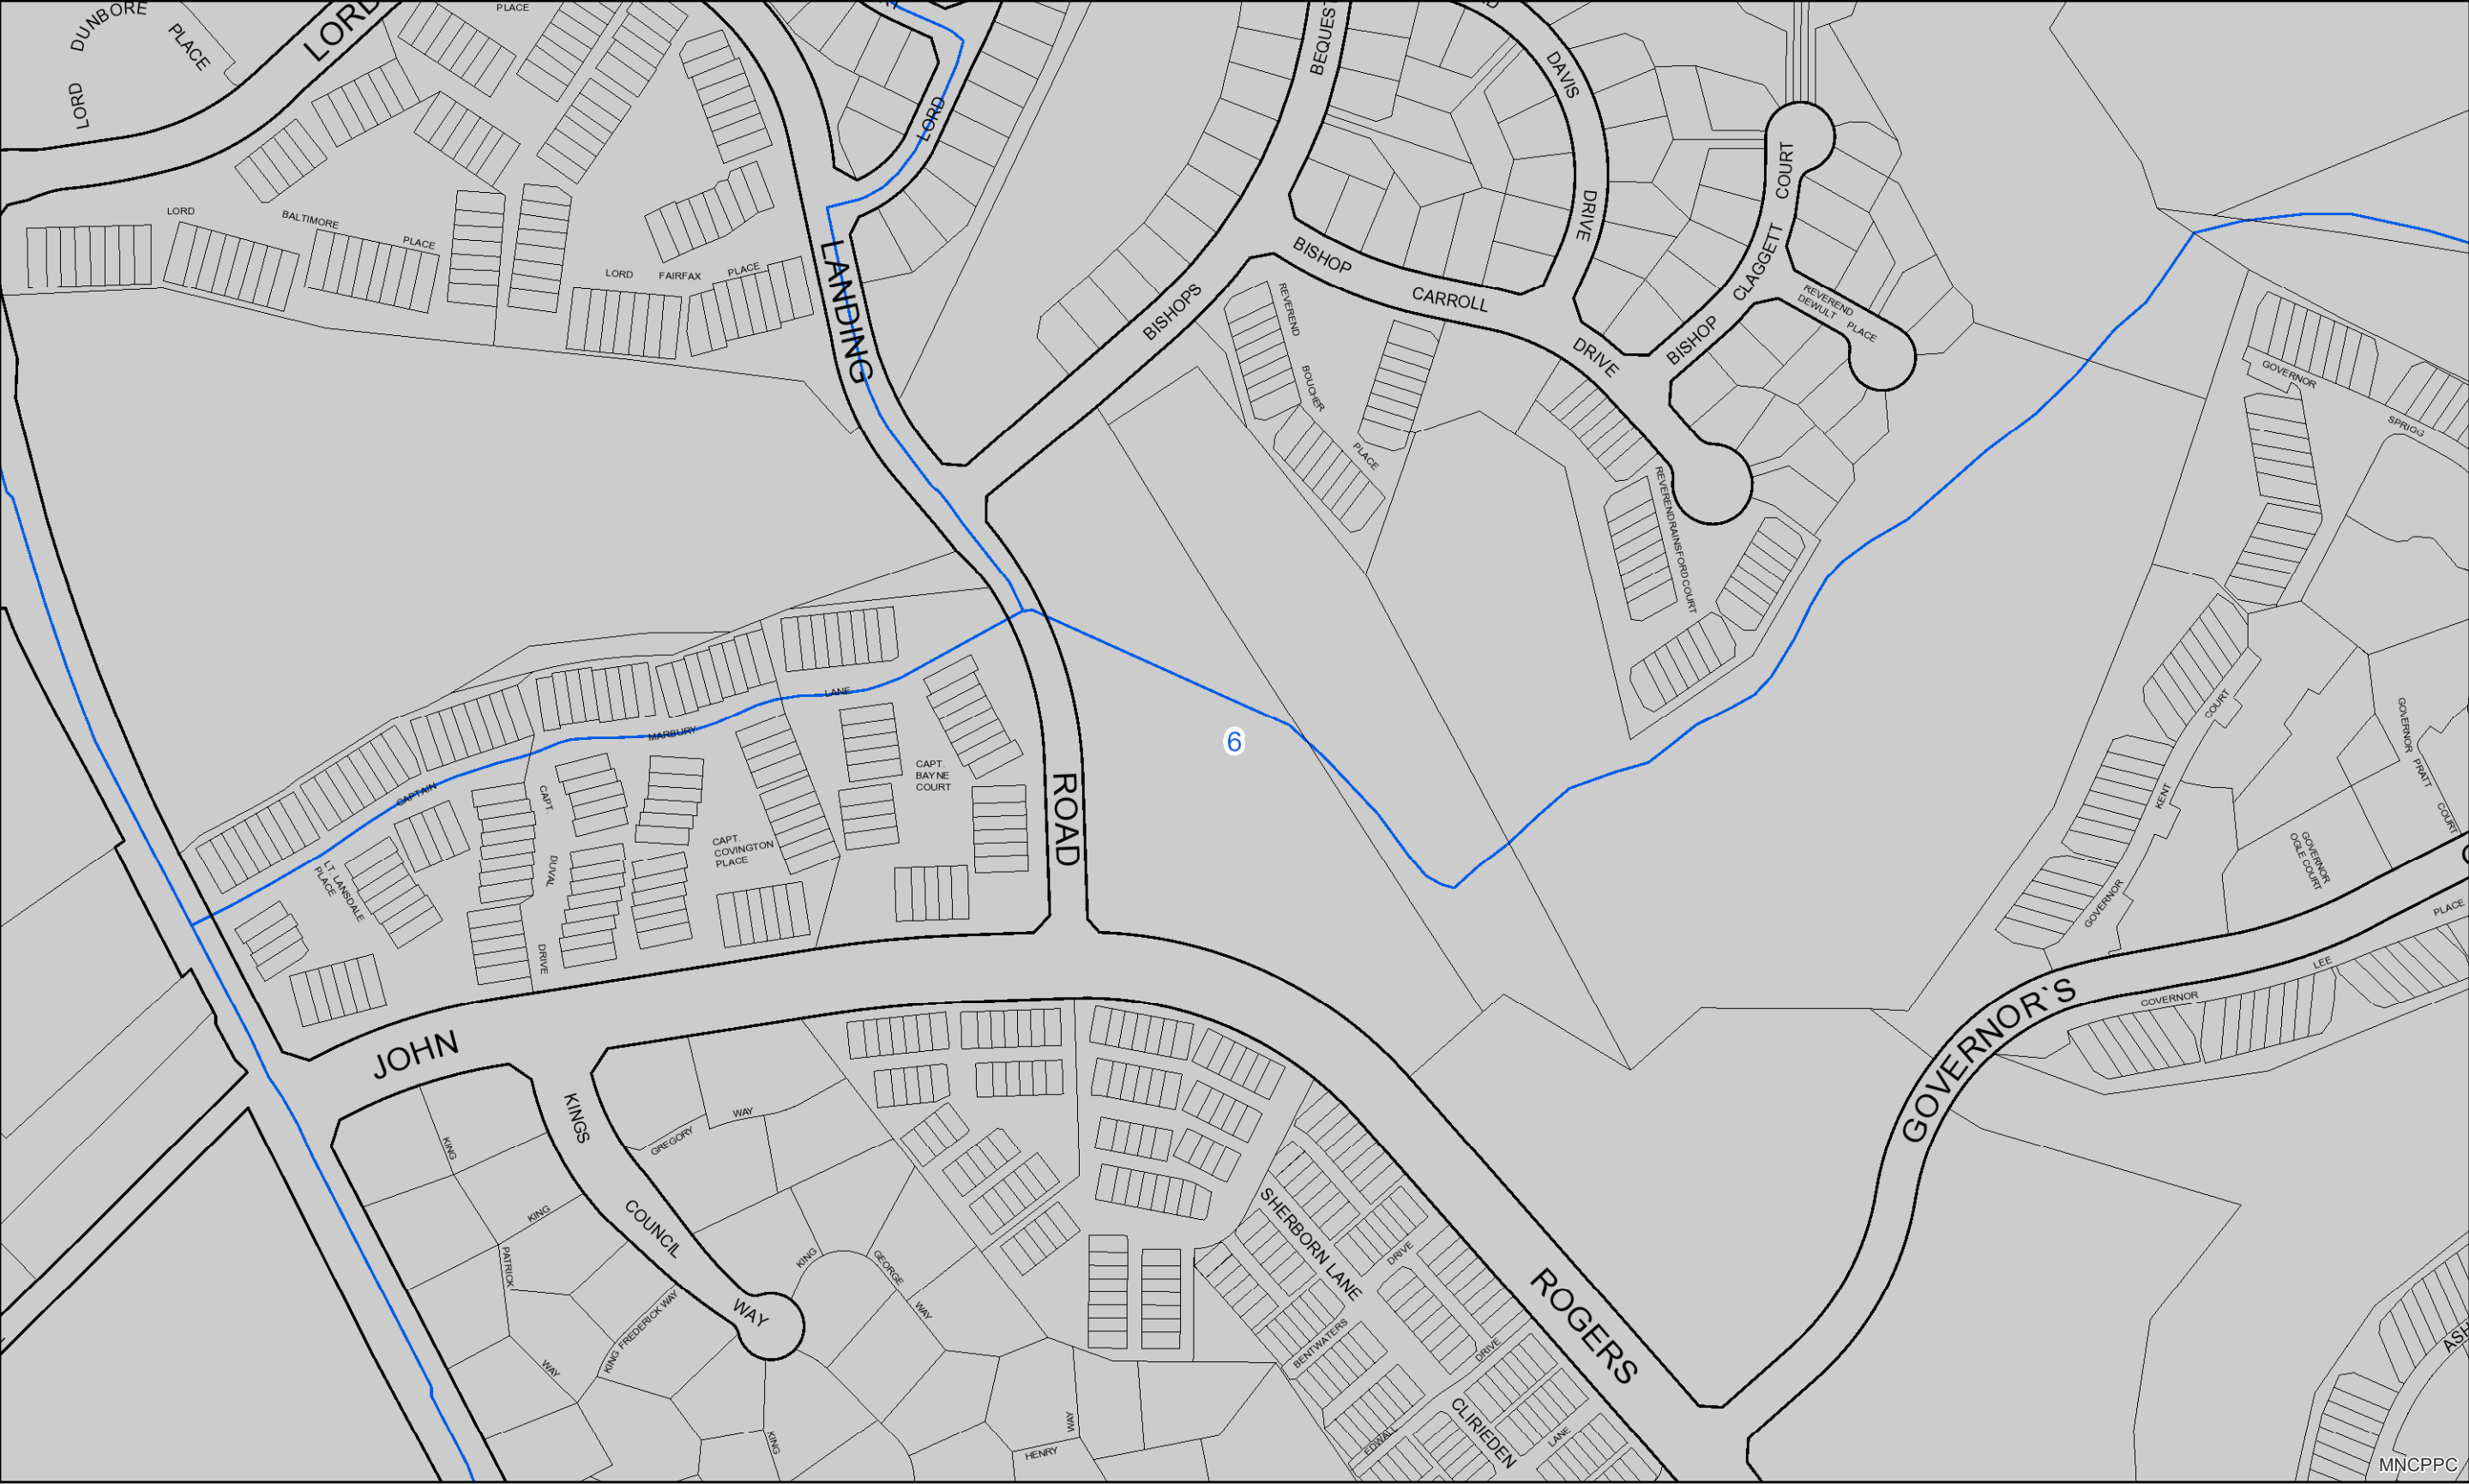 DUNBORE
PLACE
LORD
LORD
PLACE
LORD
LORD
BALTIMORE
PLACE
LORD
FAIRFAX
PLACE
LANDING
BEQUEST
DAVIS
DRIVE
COURT
CLAGGETT
BISHOP
BISHOP
CARROLL
DRIVE
BISHOPS
REVEREND
DEWULT PLACE
REVEREND
BOUCHER
PLACE
REVEREND RAINSFORD COURT
GOVERNOR
SPRIGG
LANE
MARBURY
CAPTAIN
CAPT.
BAYNE
COURT
CAPT.
DUVAL
DRIVE
CAPT.
COVINGTON
PLACE
LT. LANSDALE
PLACE
6
ROAD
COURT
KENT
GOVERNOR
GOVERNOR
PRATT
COURT
GOVERNOR
OGLE COURT
PLACE
LEE
GOVERNOR
GOVERNOR`S
JOHN
KINGS
COUNCIL
WAY
GREGORY
WAY
KING
KING
PATRICK
WAY
KING FREDERICK WAY
KING
GEORGE
WAY
KING
HENRY
WAY
SHERBORN LANE
DRIVE
BENTWATERS
DRIVE
EDWALL
CLIRIEDEN
LANE
ROGERS
ASH
MNCPPC